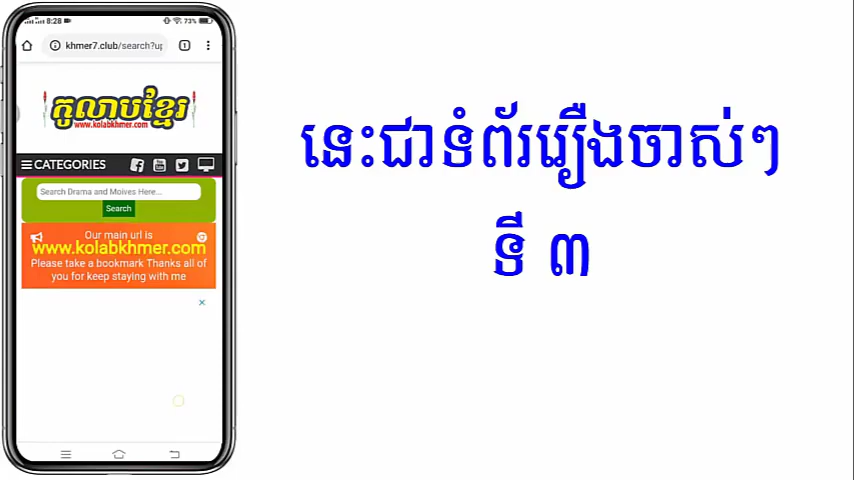 8:28
73%
khmer7.club/search?up
1
កូលាបខ្មែរ
www.kolabkhmer.com
CATEGORIES
Search Drama and Moives Here...
Search
Our main url is
www.kolabkhmer.com
Please take a bookmark Thanks all of
you for keep staying with me
នេះជាទំព័ររឿងចាស់ៗ
ទី ៣